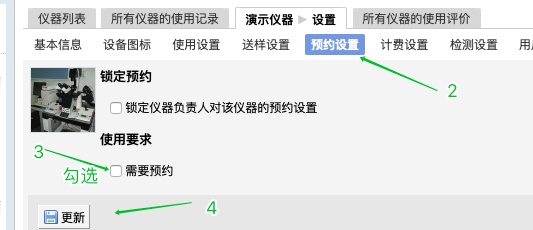 仪器列表 所有仪器的使用记录 演示仪器 ▶ 设置 所有仪器的使用评价
基本信息 设备图标 使用设置 送样设置 预约设置 计费设置 检测设置
2
锁定预约
锁定仪器负责人对该仪器的预约设置
使用要求
3
勾选 需要预约
更新 4